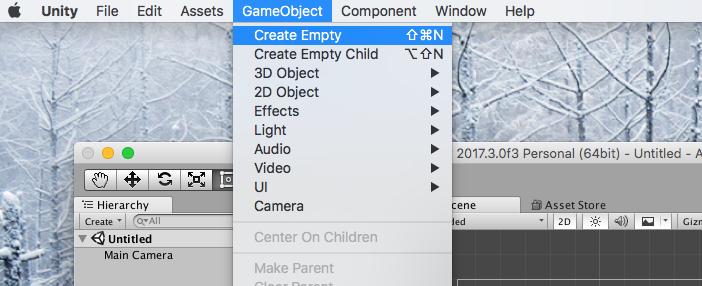 Unity File Edit Assets GameObject Component Window Help
Create Empty ⇧⌘N
Create Empty Child ⌥⇧N
3D Object
2D Object
Effects
Light
Audio
Video
UI
Camera
Center On Children
Make Parent
Clear Parent
2017.3.0f3 Personal (64bit) - Untitled - A
Hierarchy
Create All
Untitled
Main Camera
cene Asset Store
ded 2D Gizm